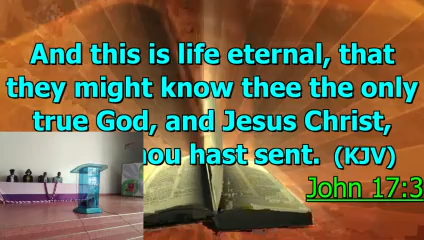 And this is life eternal, that
they might know thee the only
true God, and Jesus Christ,
hou hast sent. (KJV)
John 17:3